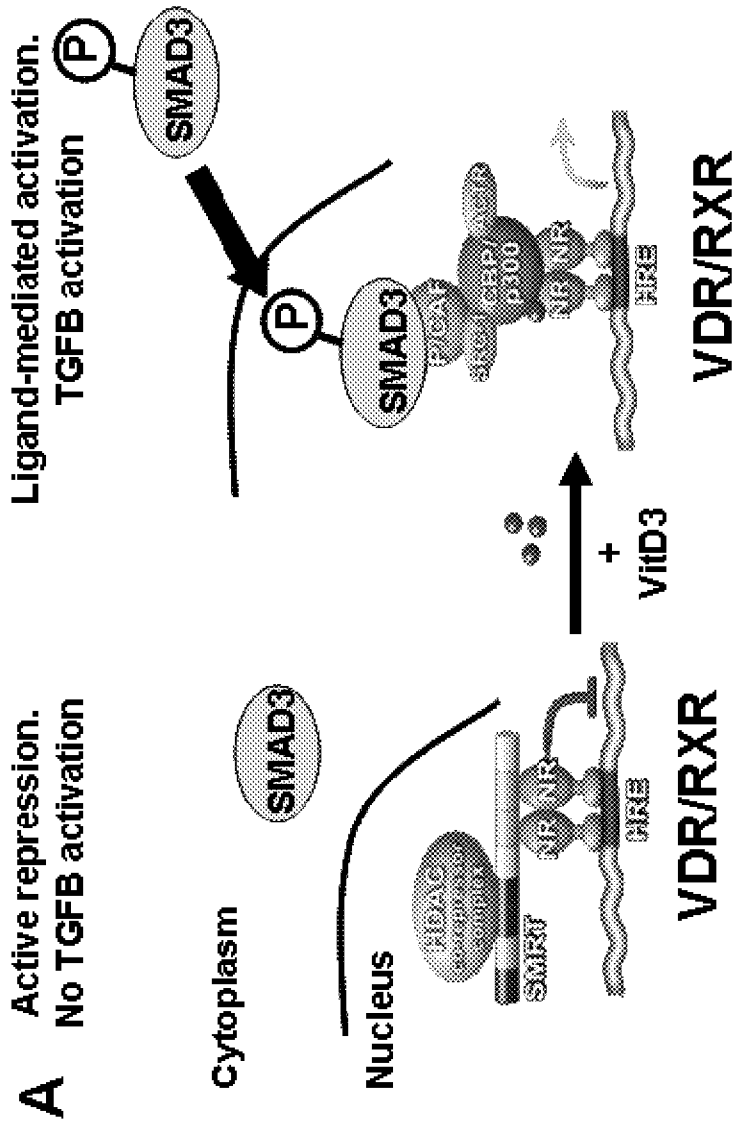 A
Active repression.
No TGFB activation
Cytoplasm
SMAD3
Nucleus
HDAC
SMRT
NR NR
HRE
VDR/RXR
+
VitD3
Ligand-mediated activation.
TGFB activation
P
SMAD3
P
SMAD3
P/CAF
CBP/
p300
NR NR
HRE
VDR/RXR